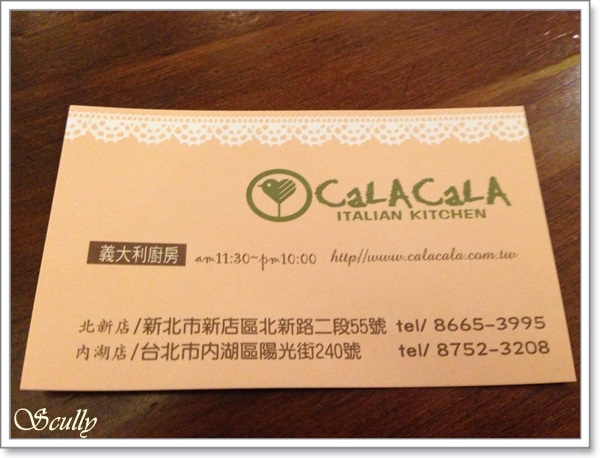 CaLACaLA
ITALIAN KITCHEN
義大利廚房 am11:30~pm10:00 http//www.calacala.com.tw
北新店/新北市新店區北新路二段55號 tel/ 8665-3995
內湖店/台北市內湖區陽光街240號 tel/ 8752-3208
Scully